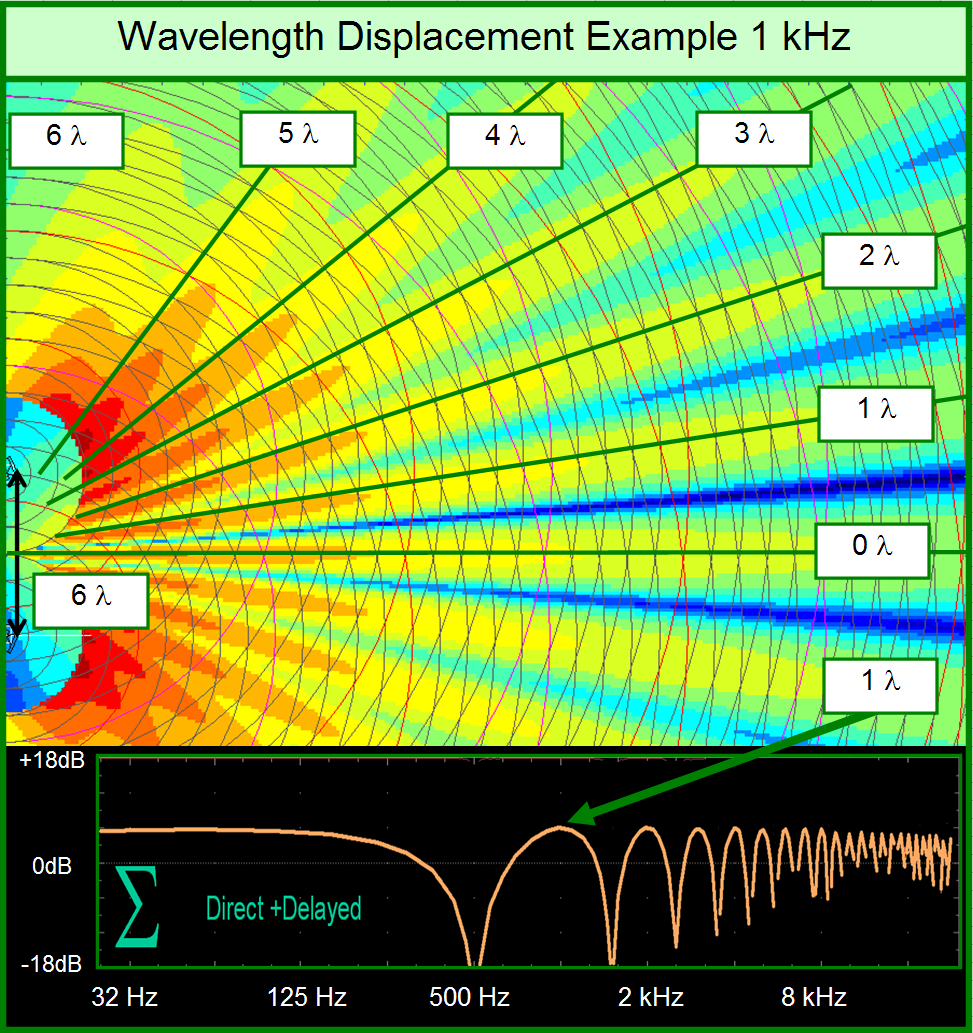 Wavelength Displacement Example 1 kHz
6 λ
5 λ
4 λ
3 λ
2 λ
1 λ
0 λ
6 λ
1 λ
+18dB
0dB
-18dB
Σ
Direct +Delayed
32 Hz
125 Hz
500 Hz
2 kHz
8 kHz